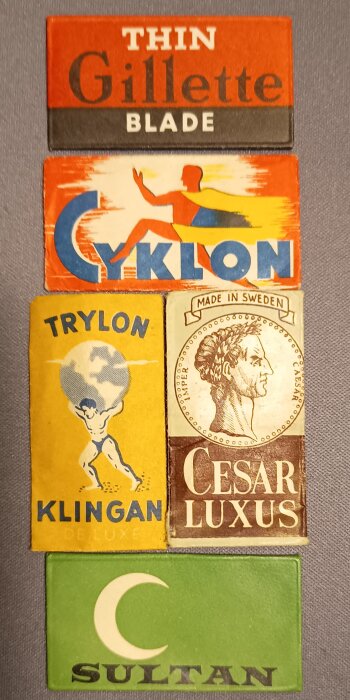 THIN
Gillette
BLADE
CYKLON
TRYLON
KLINGAN
DE LUXE
MADE IN SWEDEN
IMPER
CAESAR
CESAR
LUXUS
SULTAN